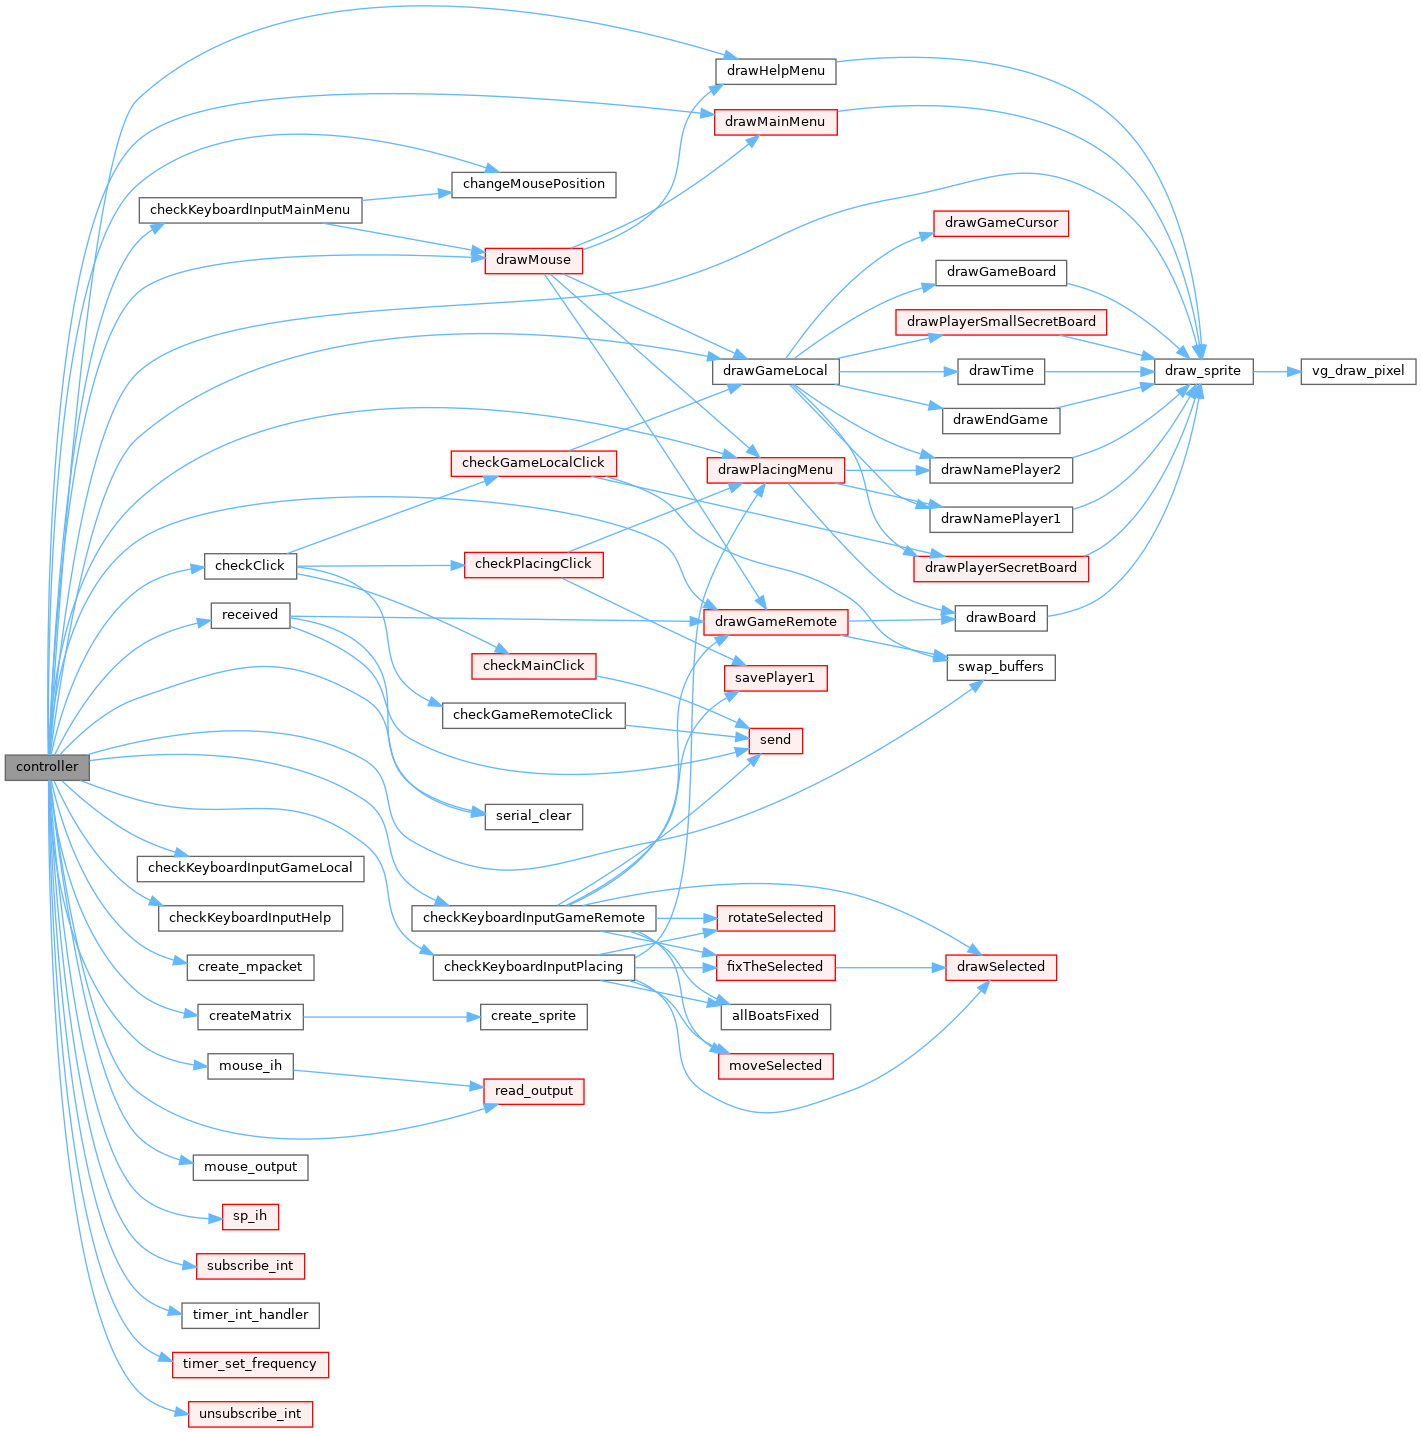 drawHelpMenu
drawMainMenu
changeMousePosition
checkKeyboardInputMainMenu
drawGameCursor
drawMouse
drawGameBoard
drawPlayerSmallSecretBoard
drawGameLocal
drawTime
draw_sprite
vg_draw_pixel
drawEndGame
checkGameLocalClick
drawPlacingMenu
drawNamePlayer2
drawNamePlayer1
checkClick
checkPlacingClick
drawPlayerSecretBoard
received
drawGameRemote
drawBoard
checkMainClick
swap_buffers
savePlayer1
checkGameRemoteClick
send
controller
serial_clear
checkKeyboardInputGameLocal
checkKeyboardInputHelp
checkKeyboardInputGameRemote
rotateSelected
create_mpacket
checkKeyboardInputPlacing
fixTheSelected
drawSelected
createMatrix
create_sprite
allBoatsFixed
mouse_ih
moveSelected
read_output
mouse_output
sp_ih
subscribe_int
timer_int_handler
timer_set_frequency
unsubscribe_int